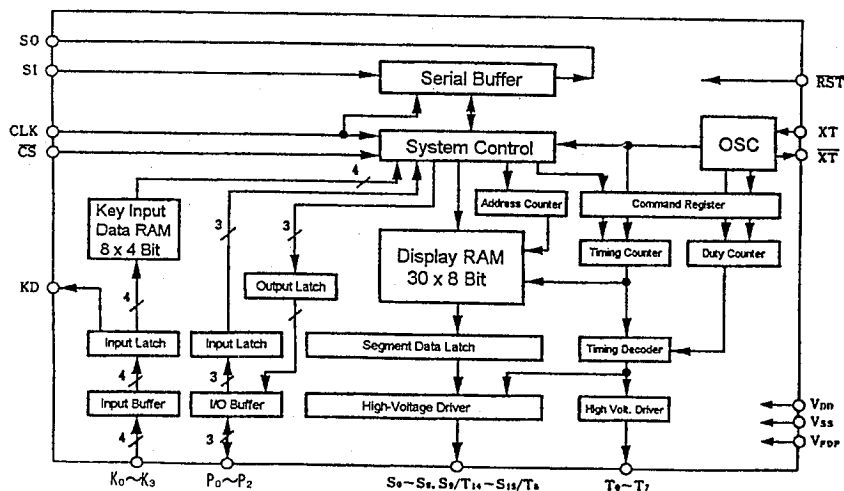 SO
SI
Serial Buffer
RST
CLK
System Control
OSC
XT
CS
XT
4
Key Input
Data RAM
8 x 4 Bit
3
3
Address Counter
Command Register
Display RAM
30 x 8 Bit
Timing Counter
Duty Counter
KD
4
Output Latch
Input Latch
Input Latch
Segment Data Latch
Timing Decoder
4
3
Input Buffer
I/O Buffer
High-Voltage Driver
High Volt. Driver
VDD
VSS
VFDP
4
3
K0~K3
P0~P2
S0~S8, S9/T14~S15/T8
T0~T7